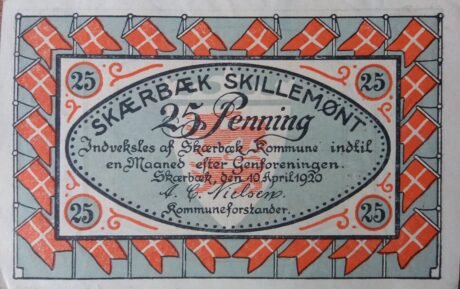 25 25
SKÆRBÆK SKILLEMØNT
25 Penning
Indveksles af Skærbæk Kommune indtil
en Maaned efter Genforeningen.
Skærbæk, den 10 April 1920
A. C. Nielsen.
Kommuneforstander.
25 25